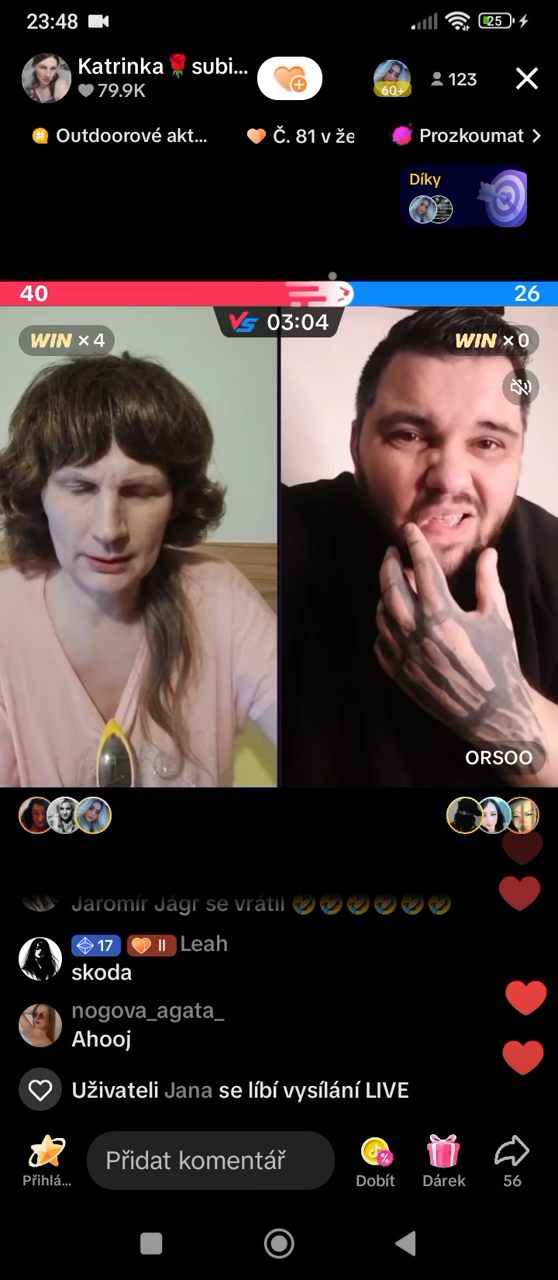 23:48
25
Katrinka🌹subi...
79.9K
60+
123
Outdoorové akt...
Č. 81 v že
Prozkoumat
Díky
40
26
VS 03:04
WIN × 4
WIN × 0
ORSOO
Jaromír Jágr se vrátil 🤣🤣🤣🤣🤣🤣
17 II Leah
skoda
nogova_agata_
Ahooj
Uživateli Jana se líbí vysílání LIVE
Přihlá...
Přidat komentář
Dobít
Dárek
56